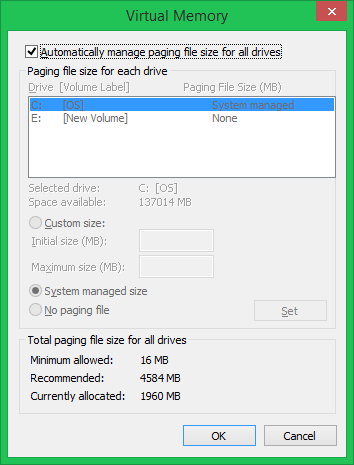 Virtual Memory
Automatically manage paging file size for all drives
Paging file size for each drive
Drive [Volume Label] Paging File Size (MB)
C: [OS] System managed
E: [New Volume] None
Selected drive: C: [OS]
Space available: 137014 MB
Custom size:
Initial size (MB):
Maximum size (MB):
System managed size
No paging file Set
Total paging file size for all drives
Minimum allowed: 16 MB
Recommended: 4584 MB
Currently allocated: 1960 MB
OK Cancel